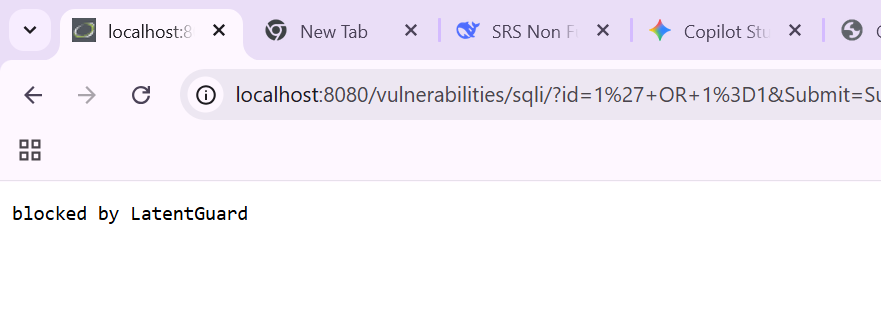 localhost:8
New Tab
SRS Non F
Copilot Stu
localhost:8080/vulnerabilities/sqli/?id=1%27+OR+1%3D1&Submit=Su
blocked by LatentGuard